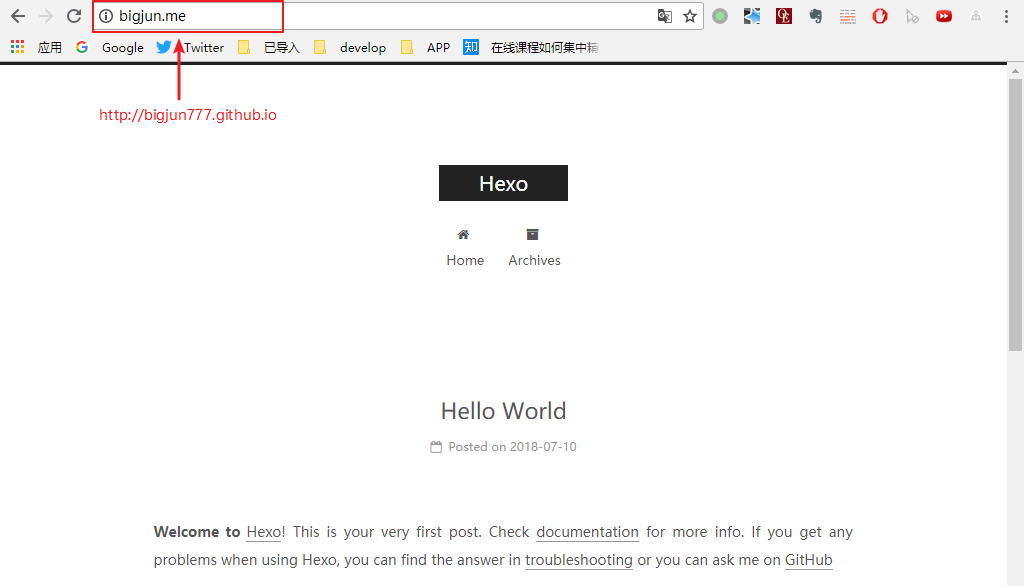 bigjun.me
应用 Google Twitter 已导入 develop APP 知 在线课程如何集中精
http://bigjun777.github.io
Hexo
Home Archives
Hello World
Posted on 2018-07-10
Welcome to Hexo! This is your very first post. Check documentation for more info. If you get any
problems when using Hexo, you can find the answer in troubleshooting or you can ask me on GitHub